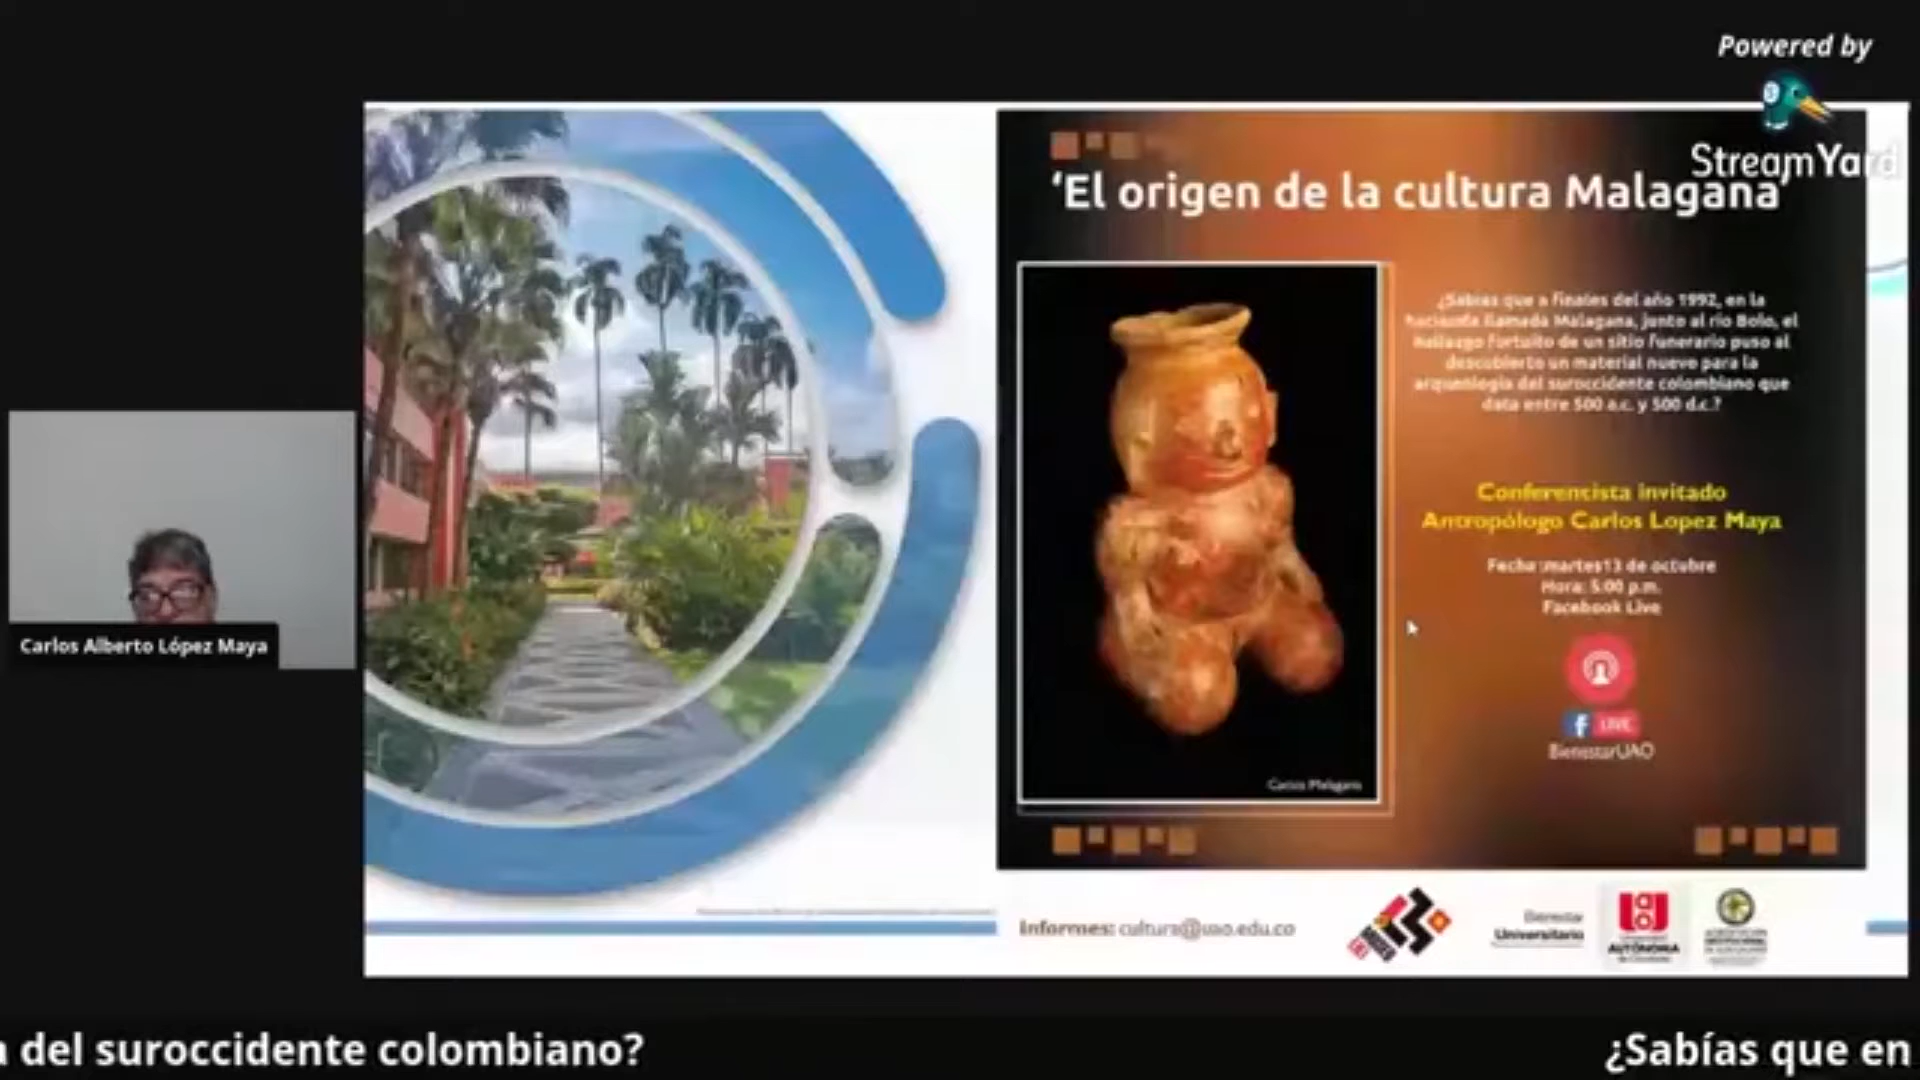 Powered by
StreamYard
‘El origen de la cultura Malagana’
¿Sabías que a finales del año 1992, en la
hacienda llamada Malagana, junto al río Bolo, el
hallazgo fortuito de un sitio funerario puso al
descubierto un material nuevo para la
arqueología del suroccidente colombiano que
data entre 500 a.c. y 500 d.c.?
Conferencista invitado
Antropólogo Carlos Lopez Maya
Fecha :martes13 de octubre
Hora: 5:00 p.m.
Facebook Live
f LIVE
BienestarUAO
Malagana
Carlos Alberto López Maya
Informes: cultura@uao.edu.co
Bienestar
Universitario
AUTÓNOMA
a del suroccidente colombiano?
¿Sabías que en